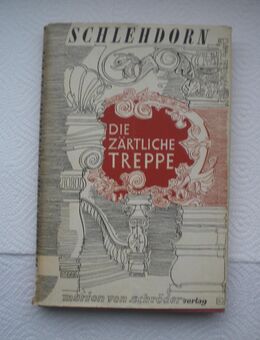 SCHLEHDORN
DIE
ZÄRTLICHE
TREPPE
marion von schröder verlag